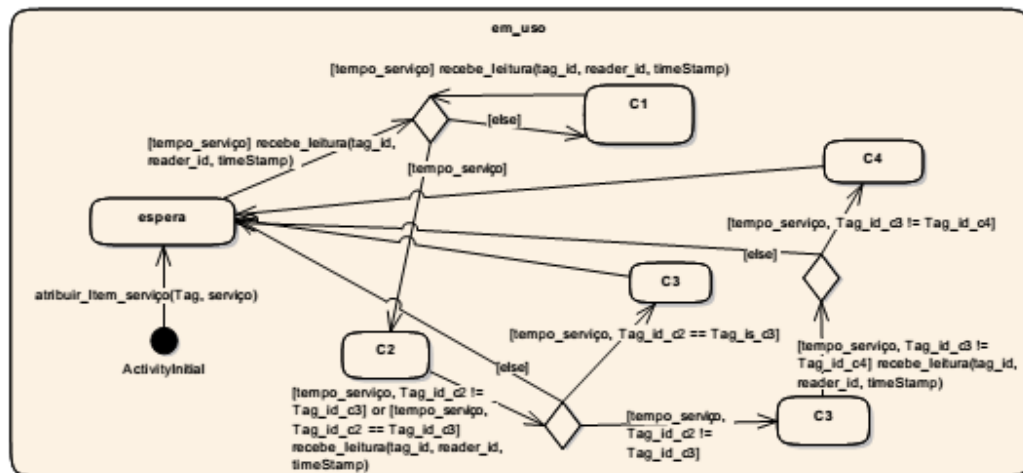 em_uso
[tempo_serviço] recebe_leitura(tag_id, reader_id, timeStamp)
C1
[else]
[tempo_serviço] recebe_leitura(tag_id,
reader_id, timeStamp)
[tempo_serviço]
C4
espera
[tempo_serviço, Tag_id_c3 != Tag_id_c4]
[else]
atribuir_Item_serviço(Tag, serviço)
C3
[tempo_serviço, Tag_id_c2 == Tag_is_c3]
C2
ActivityInitial
[else]
[tempo_serviço, Tag_id_c3 !=
Tag_id_c4] recebe_leitura(tag_id,
reader_id, timeStamp)
[tempo_serviço, Tag_id_c2 !=
Tag_id_c3] or [tempo_serviço,
Tag_id_c2 == Tag_id_c3]
recebe_leitura(tag_id, reader_id,
timeStamp)
[tempo_serviço,
Tag_id_c2 !=
Tag_id_c3]
C3